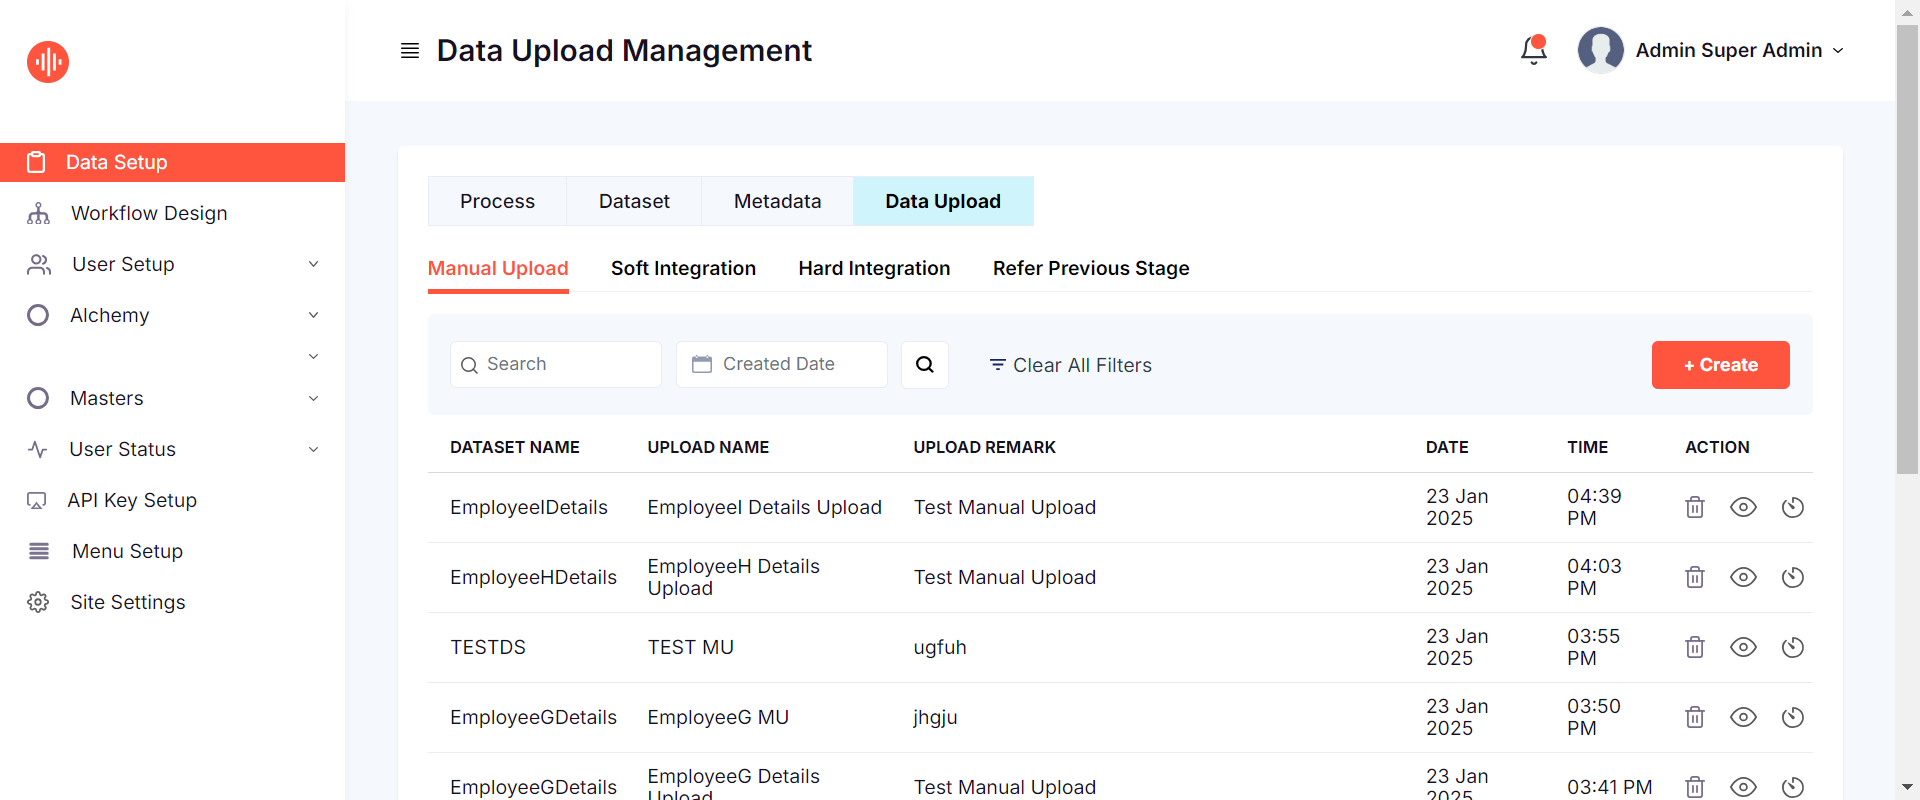 Data Upload Management
Admin Super Admin
Data Setup
Workflow Design
User Setup
Alchemy
Masters
User Status
API Key Setup
Menu Setup
Site Settings
Process
Dataset
Metadata
Data Upload
Manual Upload
Soft Integration
Hard Integration
Refer Previous Stage
Search
Created Date
Clear All Filters
+ Create
DATASET NAME UPLOAD NAME UPLOAD REMARK DATE TIME ACTION
EmployeeIDetails EmployeeI Details Upload Test Manual Upload 23 Jan 04:39
2025 PM
EmployeeHDetails EmployeeH Details Test Manual Upload 23 Jan 04:03
Upload 2025 PM
TESTDS TEST MU ugfuh 23 Jan 03:55
2025 PM
EmployeeGDetails EmployeeG MU jhgju 23 Jan 03:50
2025 PM
EmployeeGDetails EmployeeG Details Test Manual Upload 23 Jan 03:41 PM
Upload 2025